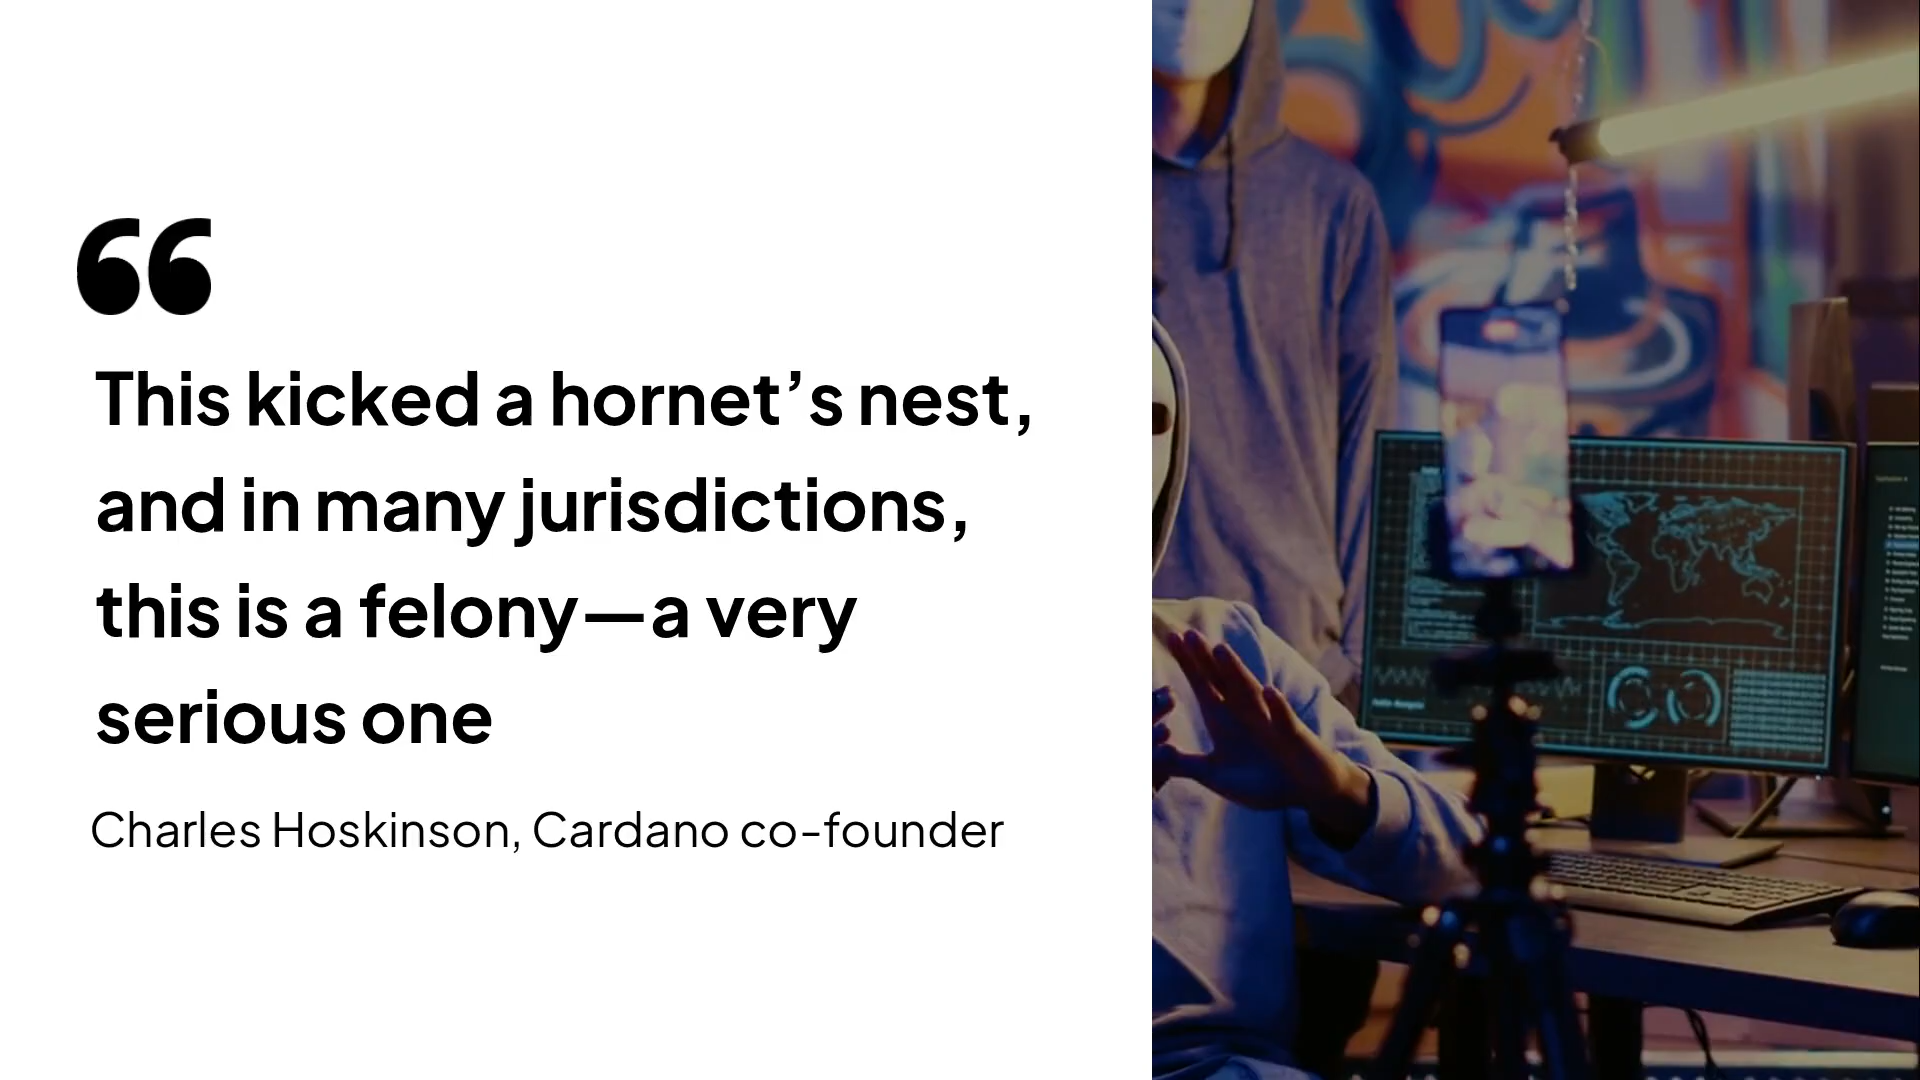 “
This kicked a hornet’s nest,
and in many jurisdictions,
this is a felony—a very
serious one
Charles Hoskinson, Cardano co-founder